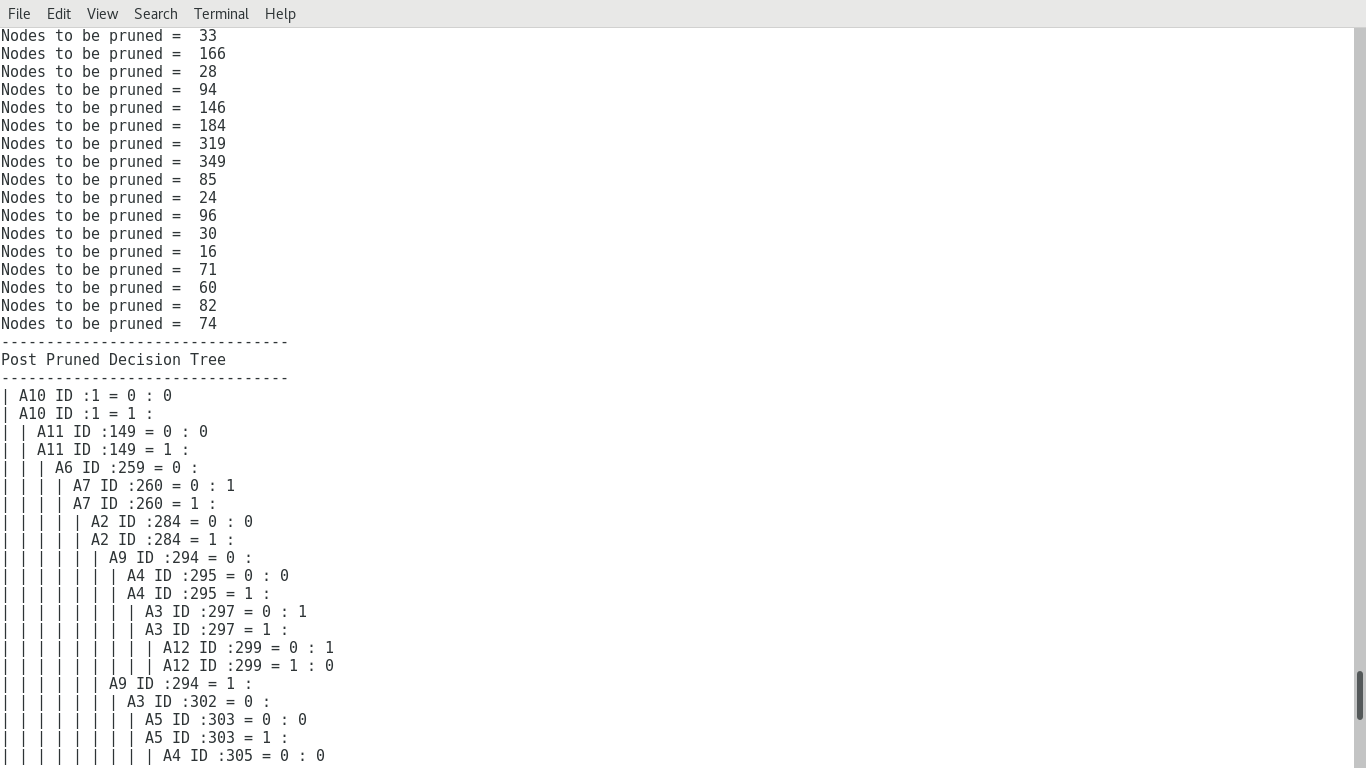 File Edit View Search Terminal Help
Nodes to be pruned =  33
Nodes to be pruned =  166
Nodes to be pruned =  28
Nodes to be pruned =  94
Nodes to be pruned =  146
Nodes to be pruned =  184
Nodes to be pruned =  319
Nodes to be pruned =  349
Nodes to be pruned =  85
Nodes to be pruned =  24
Nodes to be pruned =  96
Nodes to be pruned =  30
Nodes to be pruned =  16
Nodes to be pruned =  71
Nodes to be pruned =  60
Nodes to be pruned =  82
Nodes to be pruned =  74
--------------------------------
Post Pruned Decision Tree
--------------------------------
| A10 ID :1 = 0 : 0
| A10 ID :1 = 1 :
| | A11 ID :149 = 0 : 0
| | A11 ID :149 = 1 :
| | | A6 ID :259 = 0 :
| | | | A7 ID :260 = 0 : 1
| | | | A7 ID :260 = 1 :
| | | | | A2 ID :284 = 0 : 0
| | | | | A2 ID :284 = 1 :
| | | | | | A9 ID :294 = 0 :
| | | | | | | A4 ID :295 = 0 : 0
| | | | | | | A4 ID :295 = 1 :
| | | | | | | | A3 ID :297 = 0 : 1
| | | | | | | | A3 ID :297 = 1 :
| | | | | | | | | A12 ID :299 = 0 : 1
| | | | | | | | | A12 ID :299 = 1 : 0
| | | | | | A9 ID :294 = 1 :
| | | | | | | A3 ID :302 = 0 :
| | | | | | | | A5 ID :303 = 0 : 0
| | | | | | | | A5 ID :303 = 1 :
| | | | | | | | | A4 ID :305 = 0 : 0